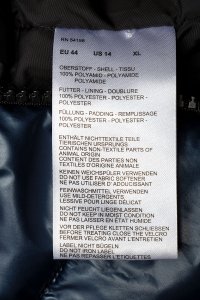 RN 54198
EU 44 US 14 XL
OBERSTOFF - SHELL - TISSU
100% POLYAMID - POLYAMIDE
POLYAMIDE
FUTTER - LINING - DOUBLURE
100% POLYESTER - POLYESTER -
POLYESTER
FÜLLUNG - PADDING - REMPLISSAGE
100% POLYESTER - POLYESTER -
POLYESTER
ENTHÄLT NICHTTEXTILE TEILE
TIERISCHEN URSPRUNGS
CONTAINS NON-TEXTILE PARTS OF
ANIMAL ORIGIN
CONTIENT DES PARTIES NON
TEXTILES D'ORIGINE ANIMALE
KEINEN WEICHSPÜLER VERWENDEN
DO NOT USE FABRIC SOFTENER
NE PAS UTILISER D'ADOUCISSANT
FEINWASCHMITTEL VERWENDEN
USE MILD-DETERGENTS
LESSIVE POUR LINGE DÉLICAT
NICHT FEUCHT LIEGENLASSEN
DO NOT KEEP IN MOIST CONDITION
NE PAS LAISSER EN ÉTAT HUMIDE
VOR DER PFLEGE KLETTEN SCHLIESSEN
BEFORE TREATING CLOSE THE VELCRO
FERMER VELCRO AVANT L'ENTRETIEN
LABEL NICHT BÜGELN
DO NOT IRON LABEL
NE PAS REPASSER L'ÉTIQUETTES